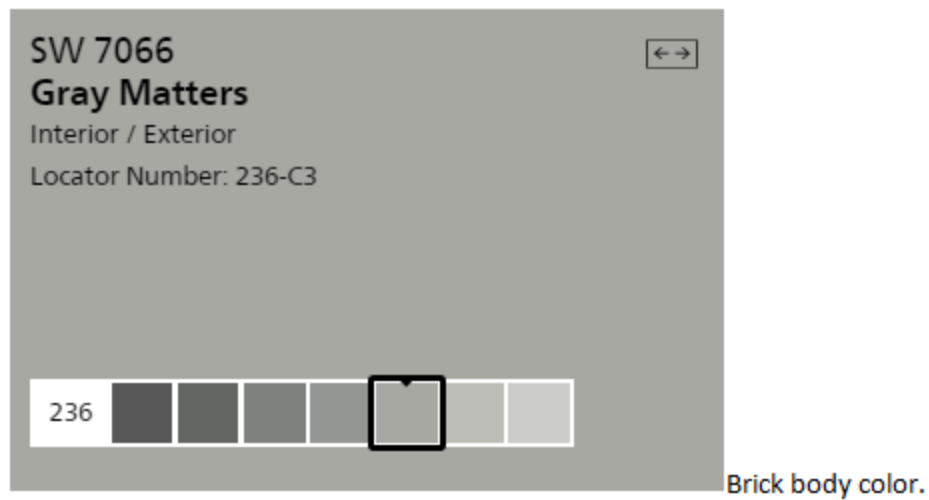 SW 7066
Gray Matters
Interior / Exterior
Locator Number: 236-C3
236
Brick body color.